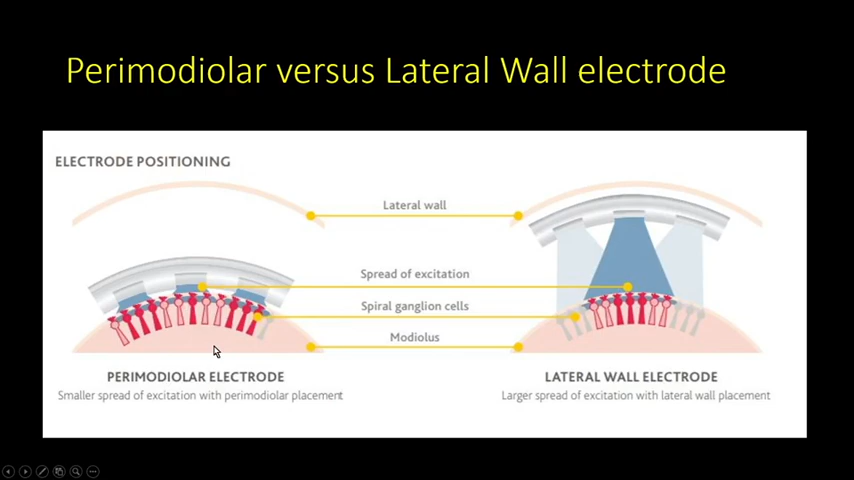 Perimodiolar versus Lateral Wall electrode
ELECTRODE POSITIONING
Lateral wall
Spread of excitation
Spiral ganglion cells
Modiolus
PERIMODIOLAR ELECTRODE
Smaller spread of excitation with perimodiolar placement
LATERAL WALL ELECTRODE
Larger spread of excitation with lateral wall placement